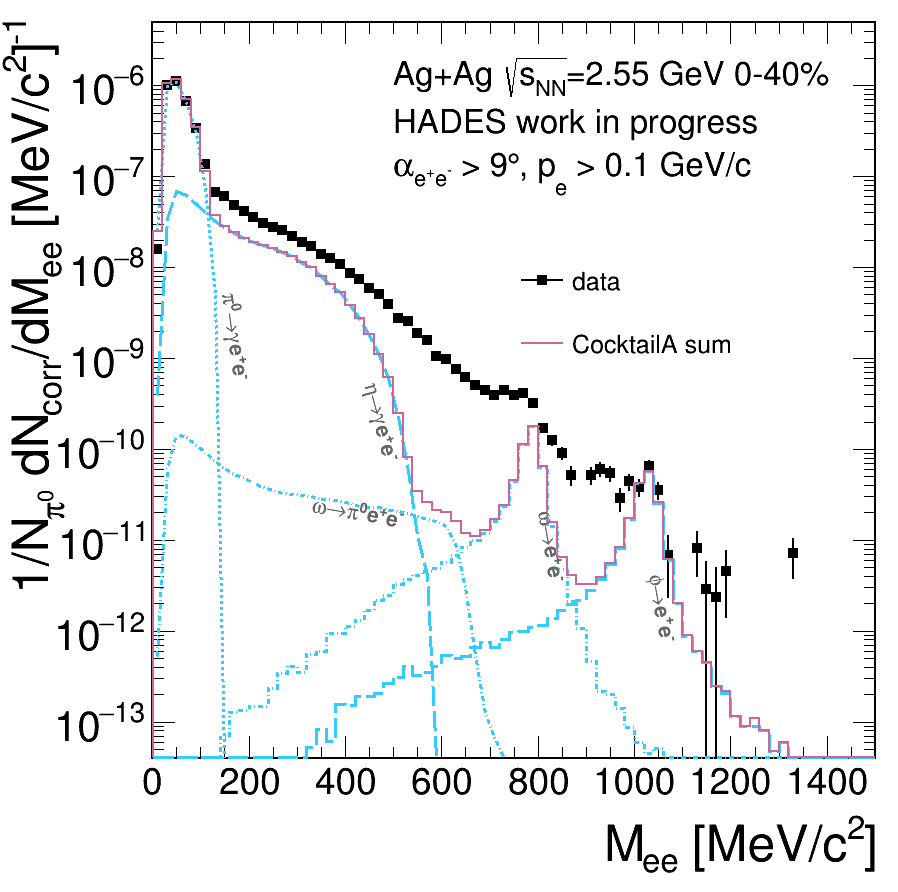 1/N_π⁰ dN_corr/dM_ee [MeV/c²]⁻¹
Ag+Ag √s_NN=2.55 GeV 0-40%
HADES work in progress
α_e⁺e⁻ > 9°, p_e > 0.1 GeV/c
data
CocktailA sum
10⁻⁶
10⁻⁷
10⁻⁸
10⁻⁹
10⁻¹⁰
10⁻¹¹
10⁻¹²
10⁻¹³
π⁰→γe⁺e⁻
η→γe⁺e⁻
ω→π⁰e⁺e⁻
ω→e⁺e⁻
ϕ→e⁺e⁻
0 200 400 600 800 1000 1200 1400
M_ee [MeV/c²]